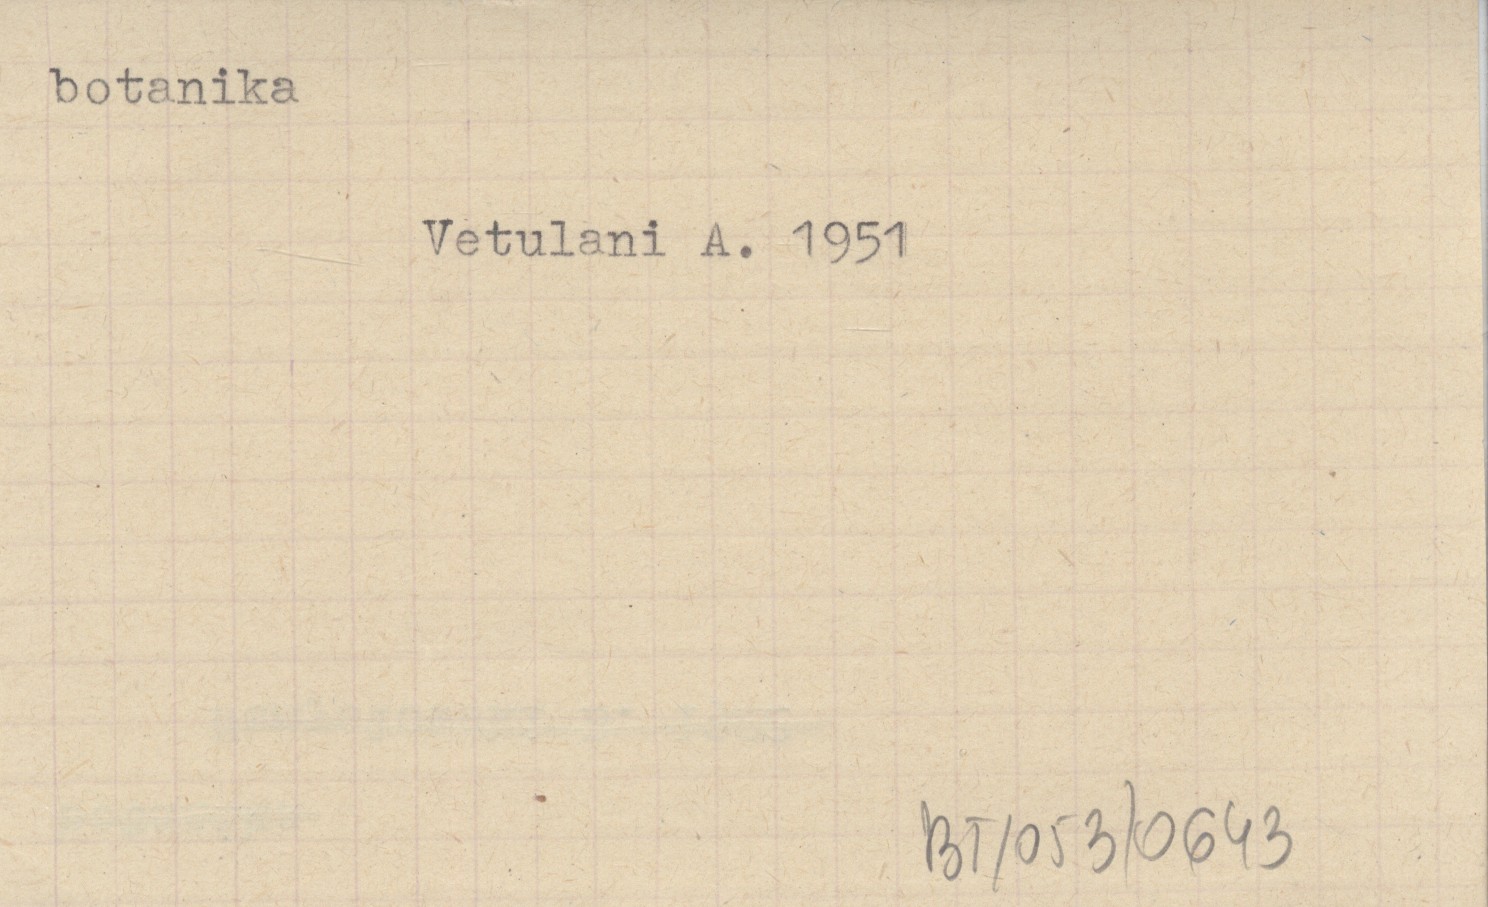 botanika
Vetulani A. 1951
BT/053/0643